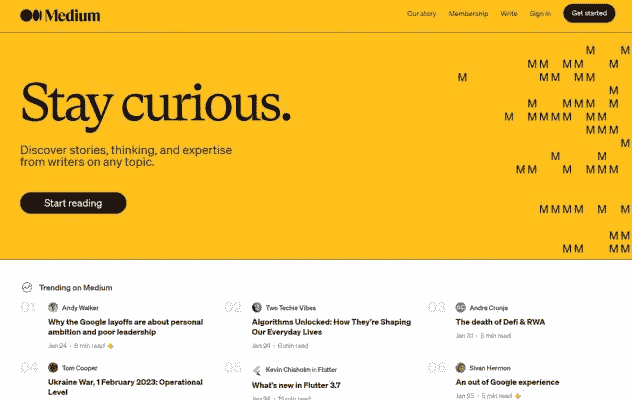 Medium
Our story Membership Write Sign In Get started
Stay curious.
Discover stories, thinking, and expertise
from writers on any topic.
Start reading
M M
M M M M M
M M M M M
M
M M M M M
M M M M M M M
M M M
M
M M
M M M M M M
M M M M M M
M M
M M M M
Trending on Medium
01 Andy Walker
Why the Google layoffs are about personal
ambition and poor leadership
Jan 24 · 8 min read
02 Two Techie Vibes
Algorithms Unlocked: How They're Shaping
Our Everyday Lives
Jan 24 · 6 min read
03 Andre Cronje
The death of Defi & RWA
Jan 31 · 5 min read
04 Tom Cooper
Ukraine War, 1 February 2023: Operational
Level
05 Kevin Chisholm in Flutter
What's new in Flutter 3.7
Jan 24 · 12 min read
06 Sivan Hermon
An out of Google experience
Jan 25 · 5 min read